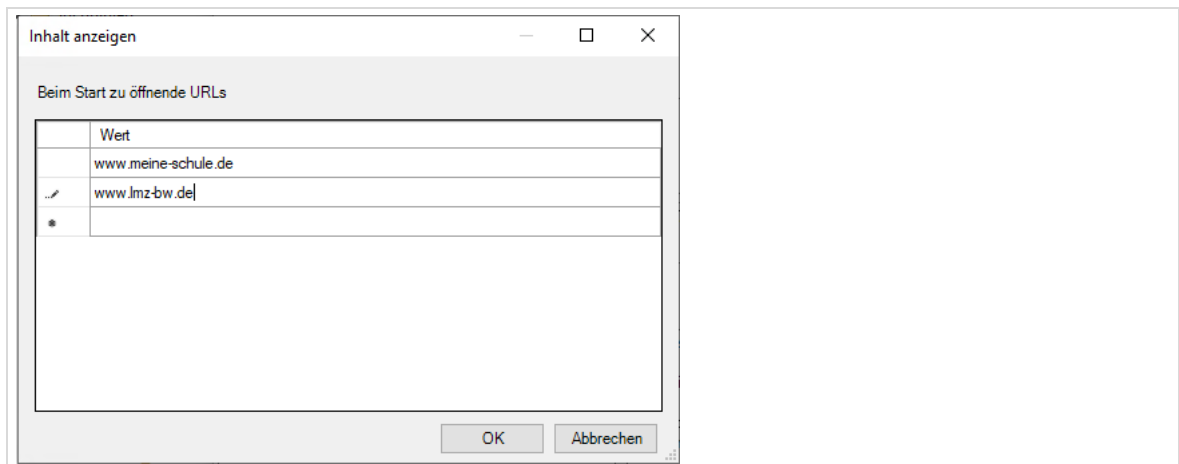 Inhalt anzeigen
Beim Start zu öffnende URLs
Wert
www.meine-schule.de
www.lmz-bw.de
OK Abbrechen